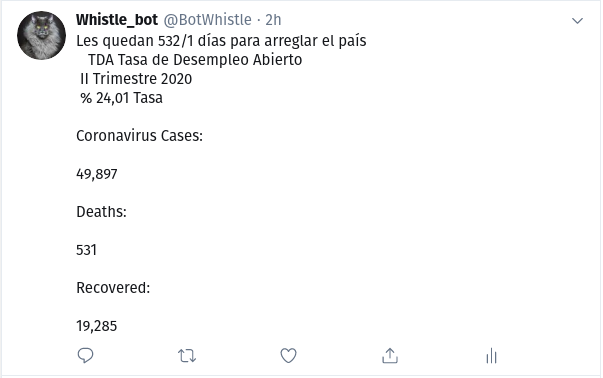 Whistle_bot @BotWhistle · 2h
Les quedan 532/1 días para arreglar el país
TDA Tasa de Desempleo Abierto
II Trimestre 2020
% 24,01 Tasa
Coronavirus Cases:
49,897
Deaths:
531
Recovered:
19,285